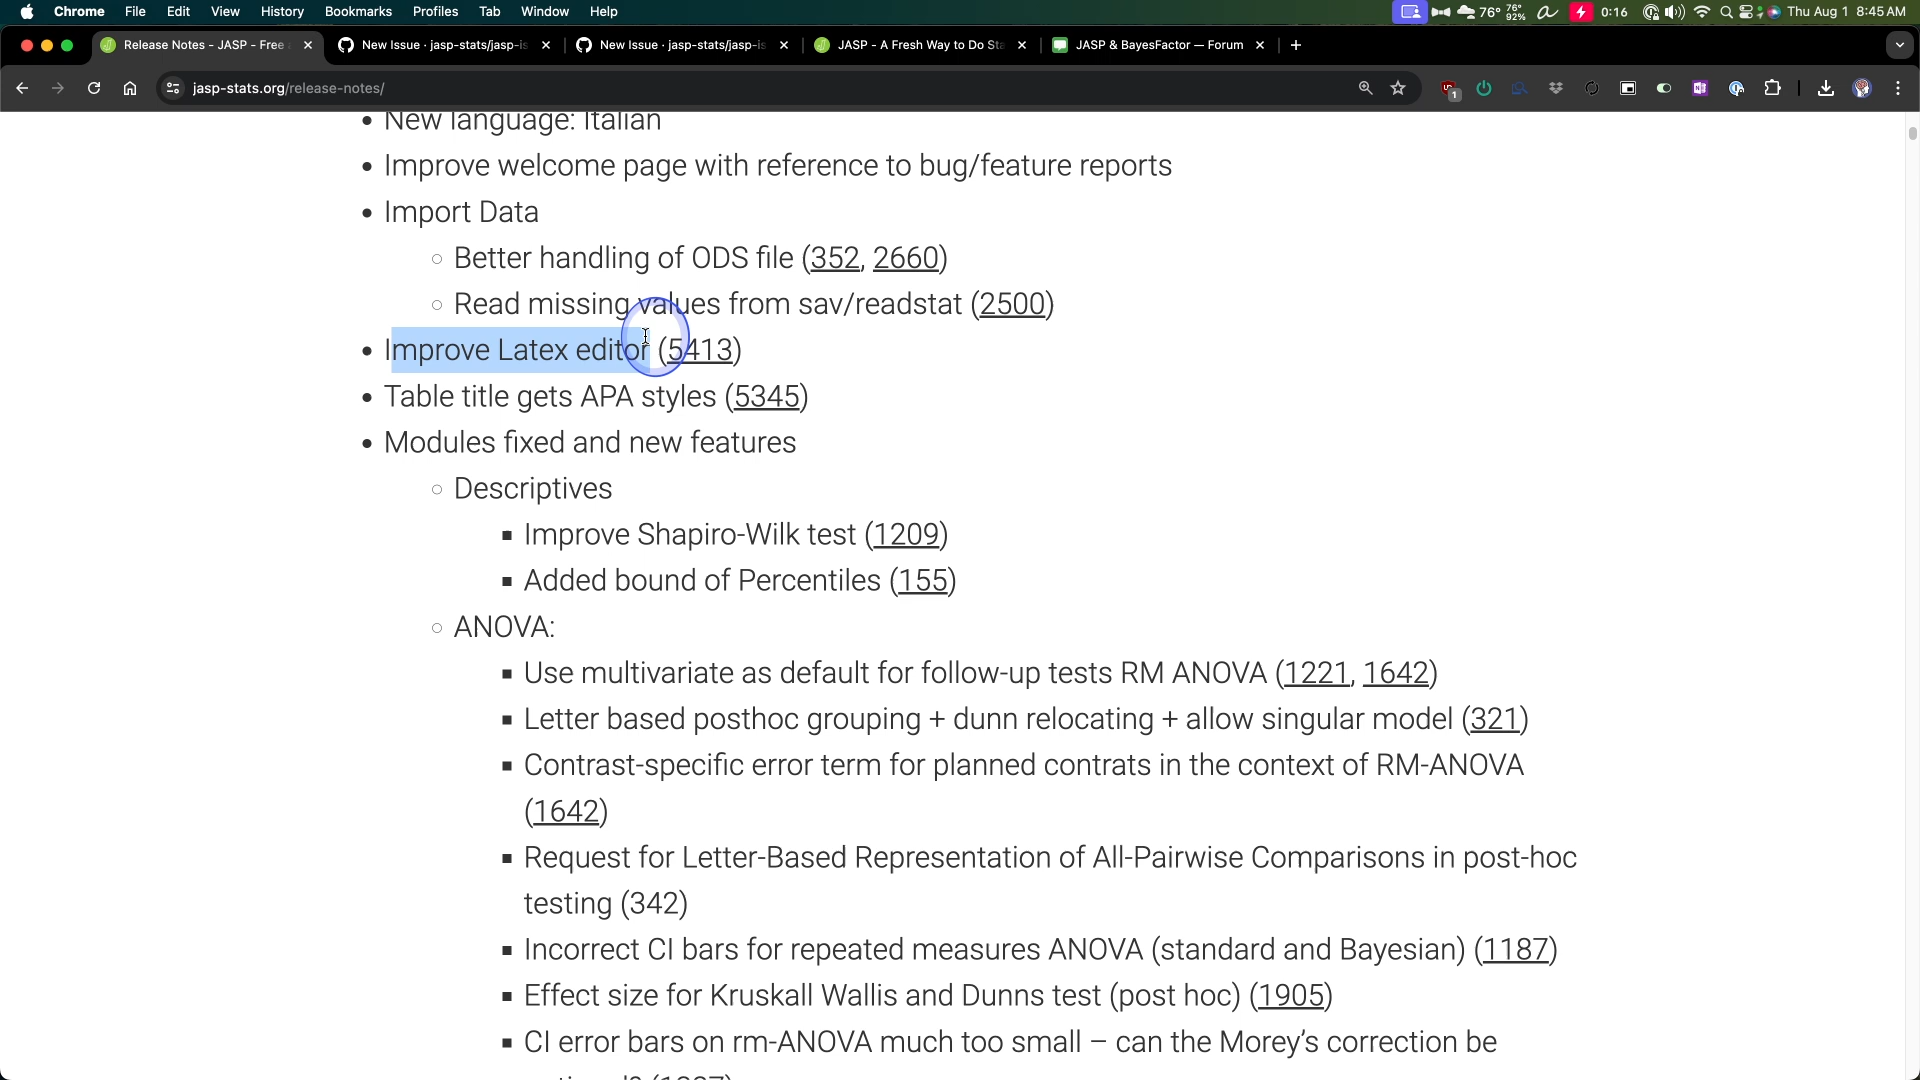 Chrome File Edit View History Bookmarks Profiles Tab Window Help 76° 76° 92% 0:16 Thu Aug 1 8:45 AM
Release Notes - JASP - Free New Issue · jasp-stats/jasp-is New Issue · jasp-stats/jasp-is JASP - A Fresh Way to Do Sta JASP & BayesFactor — Forum
jasp-stats.org/release-notes/ 1
• New language: Italian
• Improve welcome page with reference to bug/feature reports
• Import Data
○ Better handling of ODS file (352, 2660)
○ Read missing values from sav/readstat (2500)
• Improve Latex editor (5413)
• Table title gets APA styles (5345)
• Modules fixed and new features
○ Descriptives
▪ Improve Shapiro-Wilk test (1209)
▪ Added bound of Percentiles (155)
○ ANOVA:
▪ Use multivariate as default for follow-up tests RM ANOVA (1221, 1642)
▪ Letter based posthoc grouping + dunn relocating + allow singular model (321)
▪ Contrast-specific error term for planned contrats in the context of RM-ANOVA
(1642)
▪ Request for Letter-Based Representation of All-Pairwise Comparisons in post-hoc
testing (342)
▪ Incorrect CI bars for repeated measures ANOVA (standard and Bayesian) (1187)
▪ Effect size for Kruskall Wallis and Dunns test (post hoc) (1905)
▪ CI error bars on rm-ANOVA much too small – can the Morey's correction be